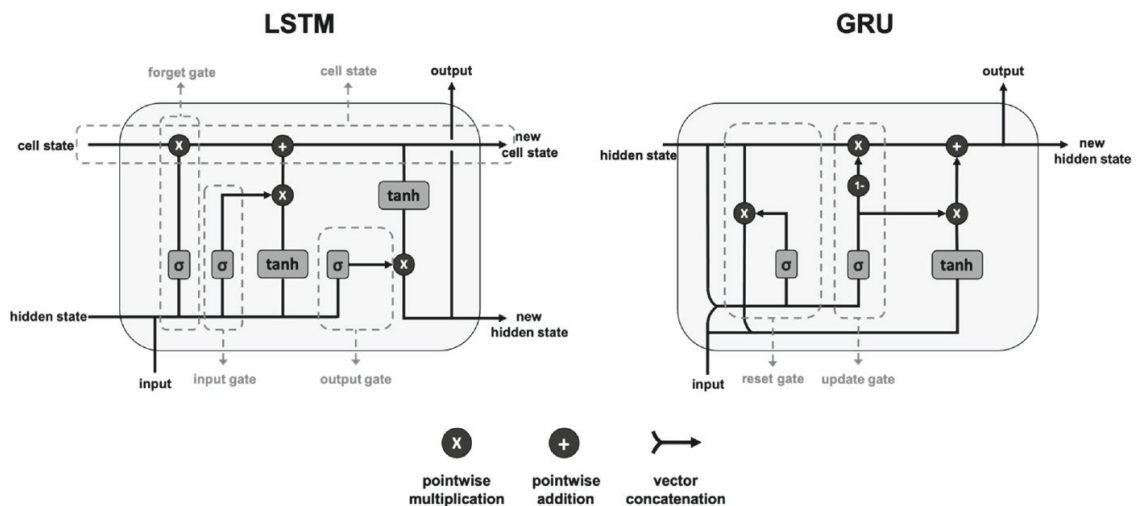 LSTM
forget gate
cell state
output
cell state
x
+
new
cell state
x
tanh
σ
σ
tanh
σ
x
hidden state
new
hidden state
input
input gate
output gate
GRU
output
hidden state
x
+
new
hidden state
1-
x
x
σ
σ
tanh
input
reset gate
update gate
x
+
pointwise
multiplication
pointwise
addition
vector
concatenation